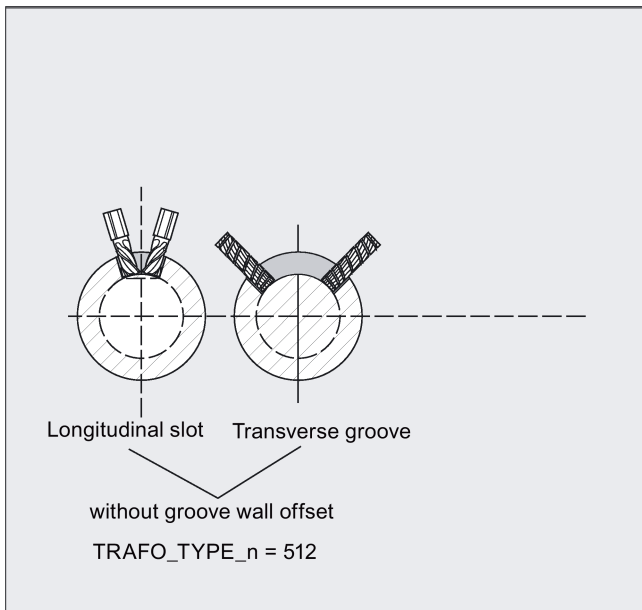 Longitudinal slot Transverse groove
without groove wall offset
TRAFO_TYPE_n = 512